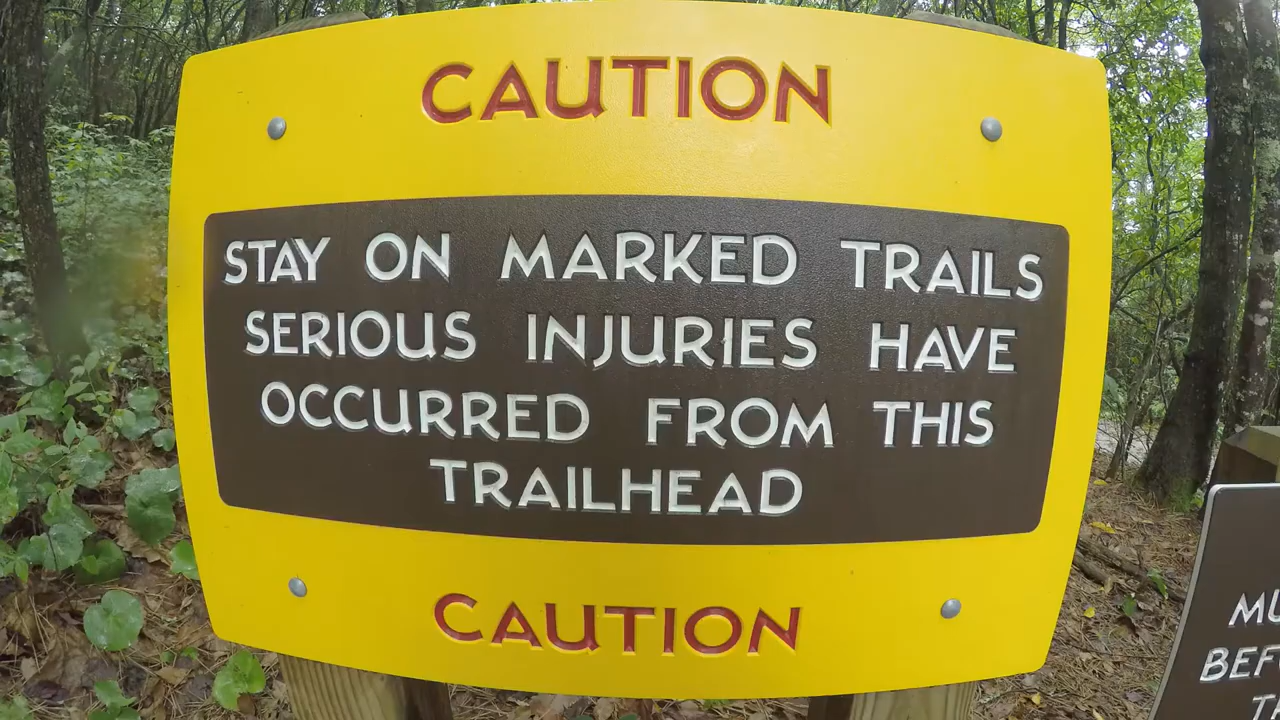 CAUTION
STAY ON MARKED TRAILS
SERIOUS INJURIES HAVE
OCCURRED FROM THIS
TRAILHEAD
CAUTION